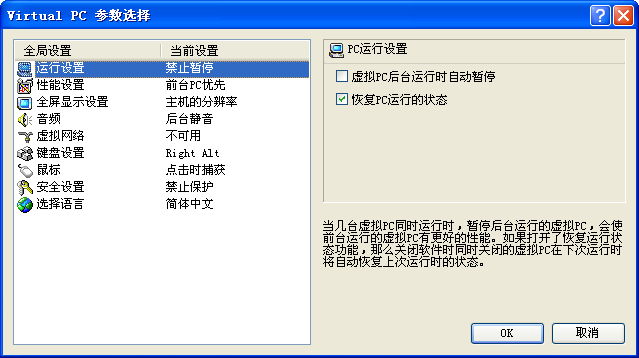 Virtual PC 参数选择
全局设置 当前设置
运行设置 禁止暂停
性能设置 前台PC优先
全屏显示设置 主机的分辨率
音频 后台静音
虚拟网络 不可用
键盘设置 Right Alt
鼠标 点击时捕获
安全设置 禁止保护
选择语言 简体中文
PC运行设置
虚拟PC后台运行时自动暂停
恢复PC运行的状态
当几台虚拟PC同时运行时，暂停后台运行的虚拟PC，会使
前台运行的虚拟PC有更好的性能。如果打开了恢复运行状
态功能，那么关闭软件时同时关闭的虚拟PC在下次运行时
将自动恢复上次运行时的状态。
OK 取消